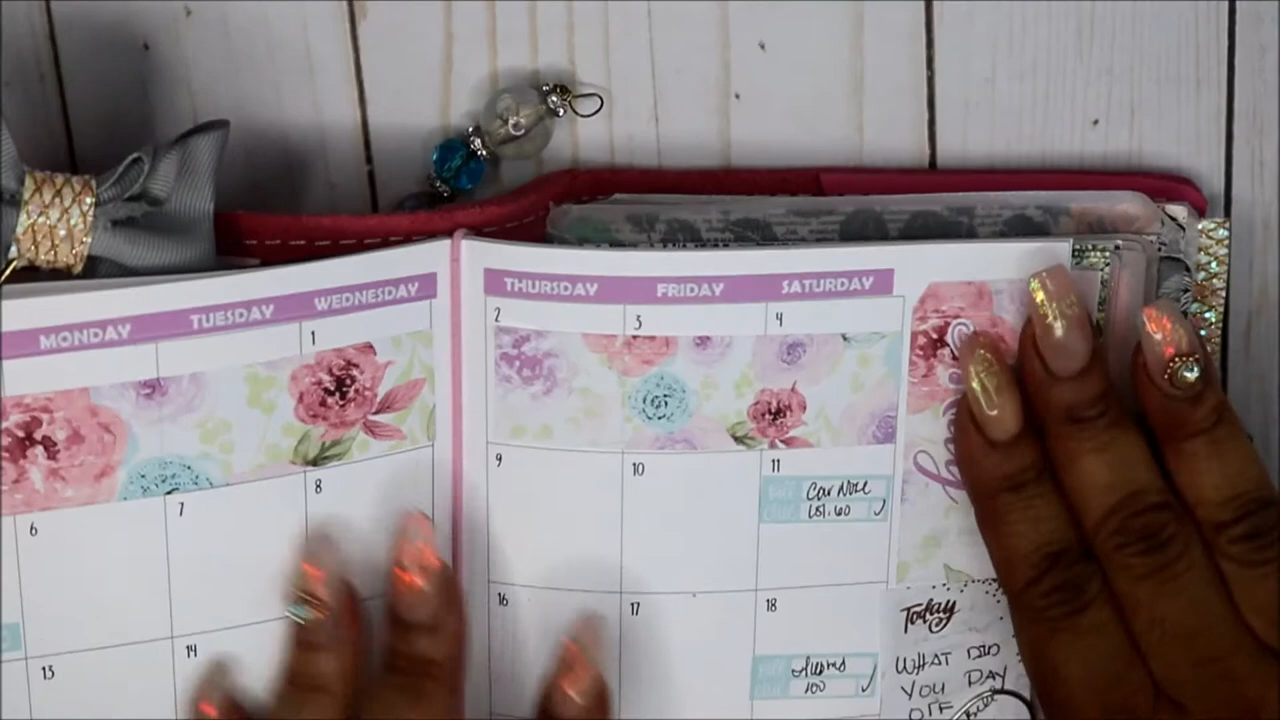 MONDAY TUESDAY WEDNESDAY THURSDAY FRIDAY SATURDAY
1 2 3 4
6 7 8 9 10 11
Car Note
151.60
13 14 16 17 18
100
Today
WHAT DID
YOU DAY
OFF